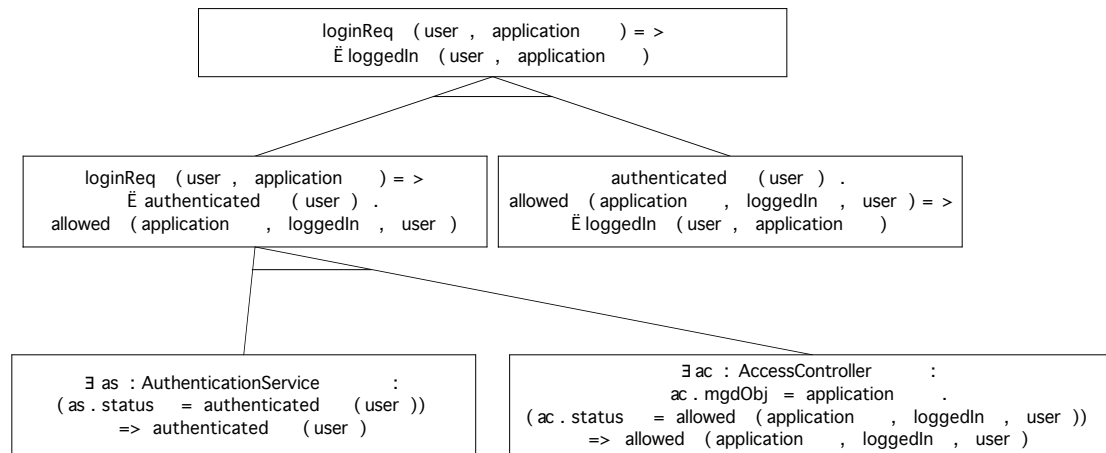 loginReq (user , application ) = >
Ë loggedIn (user , application )
loginReq (user , application ) = >
Ë authenticated (user ) .
allowed (application , loggedIn , user )
authenticated (user ) .
allowed (application , loggedIn , user ) = >
Ë loggedIn (user , application )
∃ as : AuthenticationService :
(as . status = authenticated (user ))
=> authenticated (user )
∃ ac : AccessController :
ac . mgdObj = application .
(ac . status = allowed (application , loggedIn , user ))
=> allowed (application , loggedIn , user )